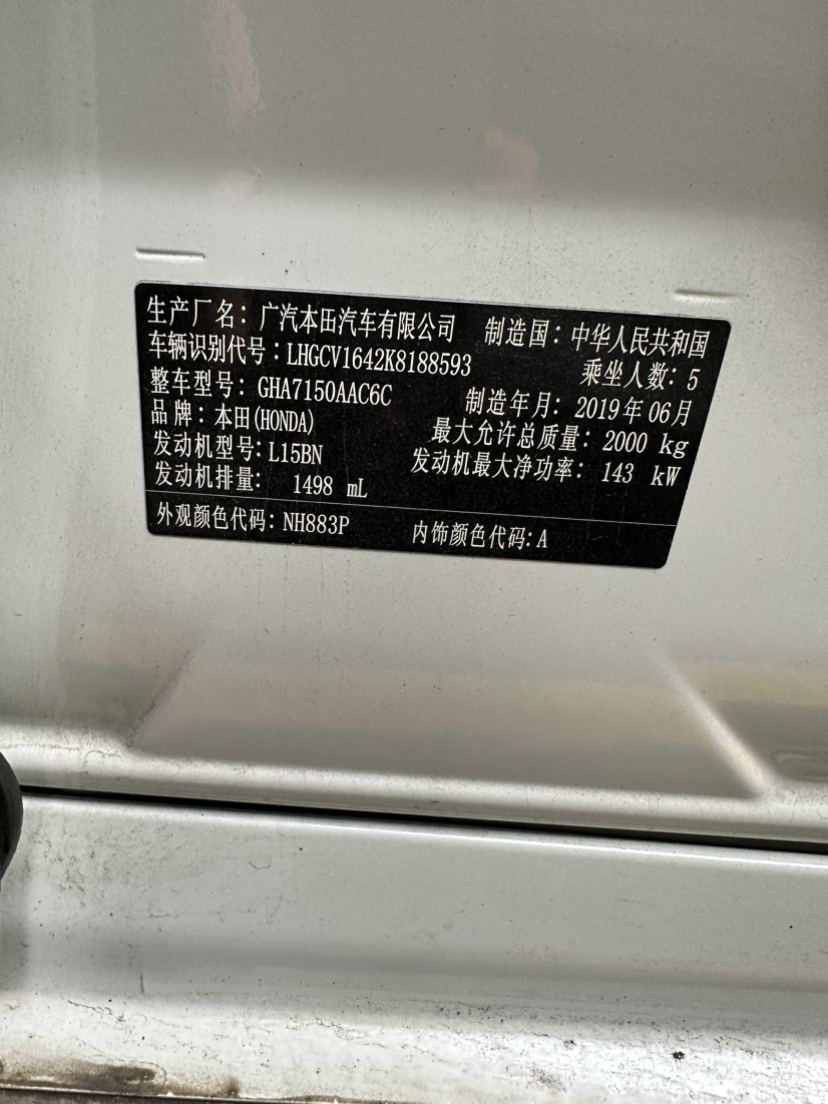 生产厂名：广汽本田汽车有限公司 制造国：中华人民共和国
车辆识别代号：LHGCV1642K8188593 乘坐人数：5
整车型号：GHA7150AAC6C 制造年月：2019年06月
品牌：本田(HONDA) 最大允许总质量：2000 kg
发动机型号：L15BN 发动机最大净功率：143 kW
发动机排量： 1498 mL
外观颜色代码：NH883P 内饰颜色代码：A